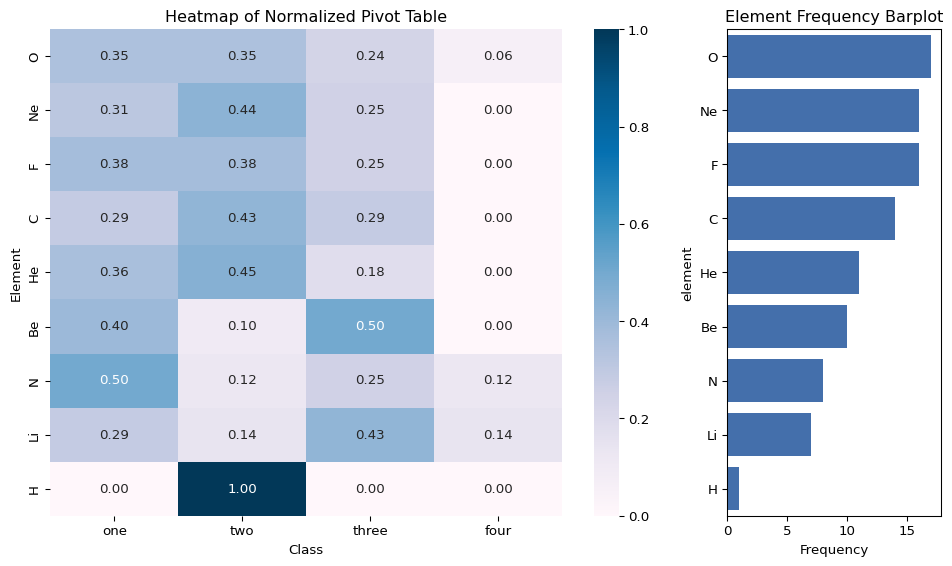 Heatmap of Normalized Pivot Table
O 0.35 0.35 0.24 0.06
Ne 0.31 0.44 0.25 0.00
F 0.38 0.38 0.25 0.00
C 0.29 0.43 0.29 0.00
He 0.36 0.45 0.18 0.00
Be 0.40 0.10 0.50 0.00
N 0.50 0.12 0.25 0.12
Li 0.29 0.14 0.43 0.14
H 0.00 1.00 0.00 0.00
Element
one two three four
Class
1.0
0.8
0.6
0.4
0.2
0.0
Element Frequency Barplot
O
Ne
F
C
He
Be
N
Li
H
element
0 5 10 15
Frequency